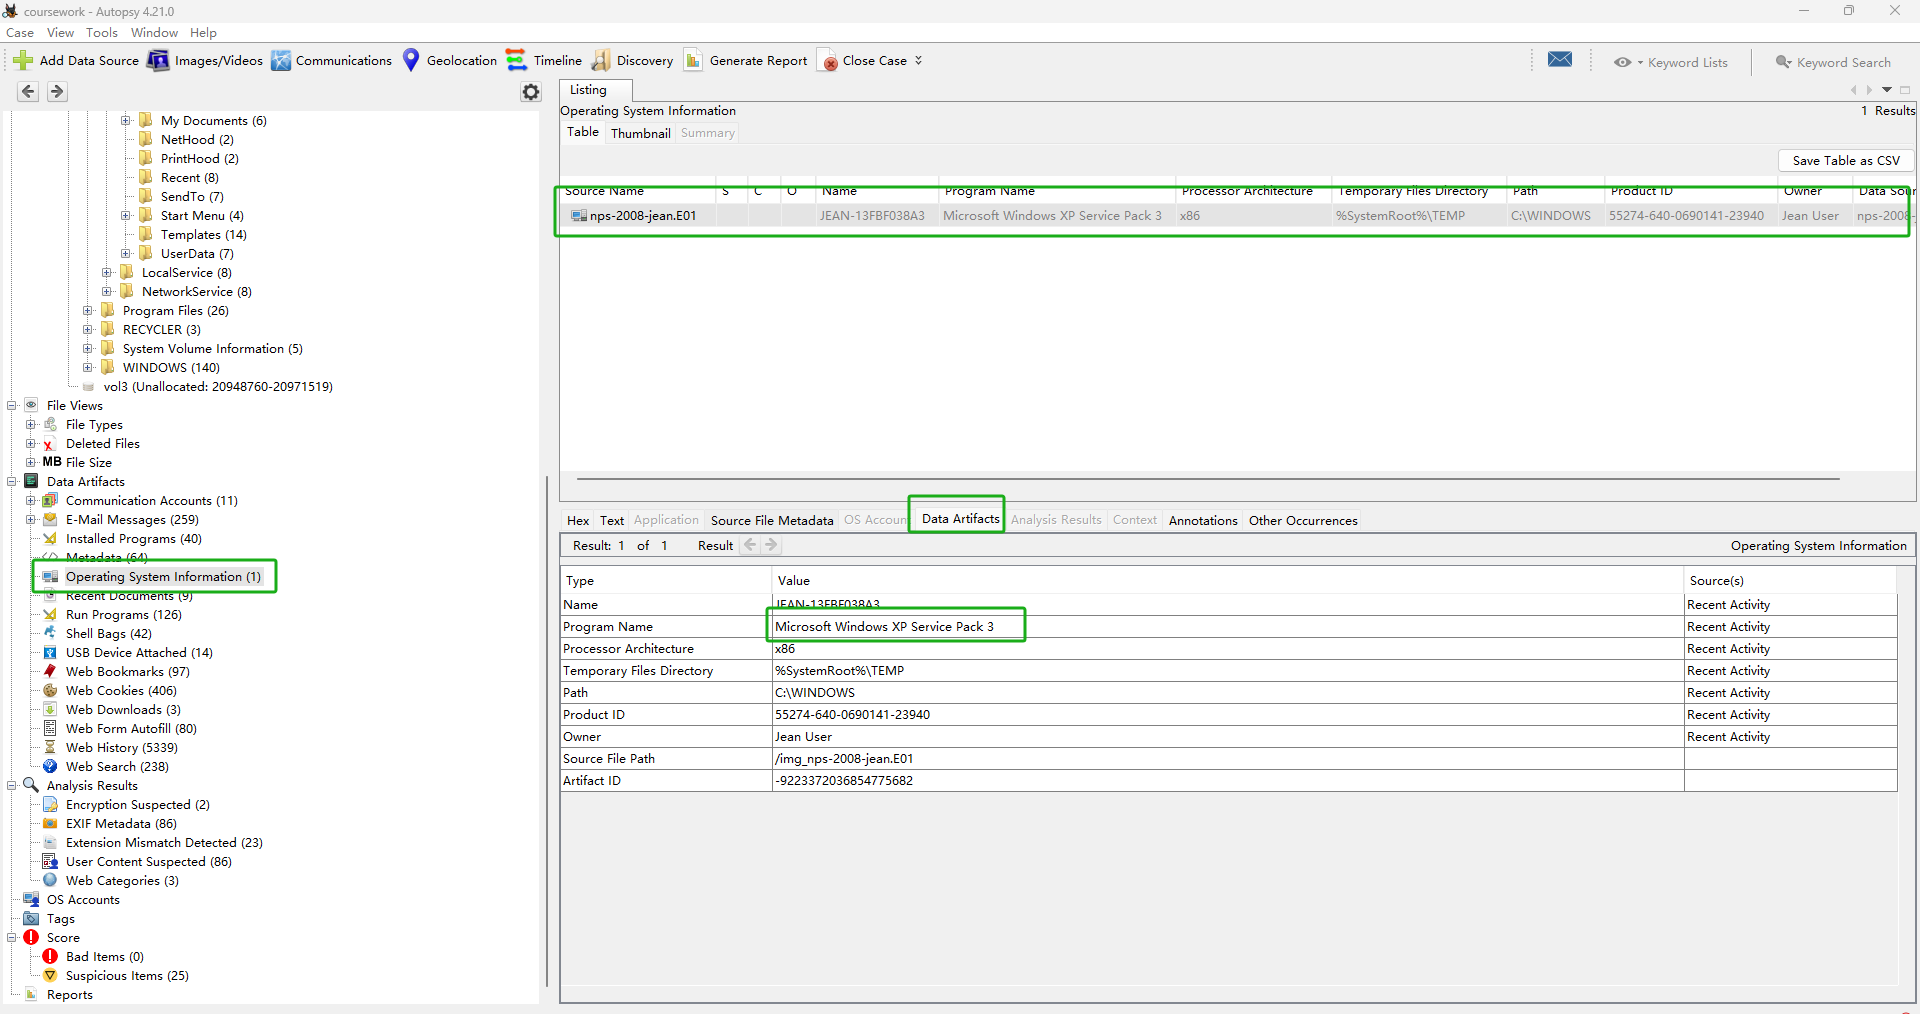 coursework - Autopsy 4.21.0
Case View Tools Window Help
Add Data Source Images/Videos Communications Geolocation Timeline Discovery Generate Report Close Case Keyword Lists Keyword Search
My Documents (6)
NetHood (2)
PrintHood (2)
Recent (8)
SendTo (7)
Start Menu (4)
Templates (14)
UserData (7)
LocalService (8)
NetworkService (8)
Program Files (26)
RECYCLER (3)
System Volume Information (5)
WINDOWS (140)
vol3 (Unallocated: 20948760-20971519)
File Views
File Types
Deleted Files
MB File Size
Data Artifacts
Communication Accounts (11)
E-Mail Messages (259)
Installed Programs (40)
Metadata (64)
Operating System Information (1)
Recent Documents (9)
Run Programs (126)
Shell Bags (42)
USB Device Attached (14)
Web Bookmarks (97)
Web Cookies (406)
Web Downloads (3)
Web Form Autofill (80)
Web History (5339)
Web Search (238)
Analysis Results
Encryption Suspected (2)
EXIF Metadata (86)
Extension Mismatch Detected (23)
User Content Suspected (86)
Web Categories (3)
OS Accounts
Tags
Score
Bad Items (0)
Suspicious Items (25)
Reports
Listing
Operating System Information 1 Results
Table Thumbnail Summary
Save Table as CSV
Source Name S C O Name Program Name Processor Architecture Temporary Files Directory Path Product ID Owner Data Sour
nps-2008-jean.E01 JEAN-13FBF038A3 Microsoft Windows XP Service Pack 3 x86 %SystemRoot%\TEMP C:\WINDOWS 55274-640-0690141-23940 Jean User nps-2008-
Hex Text Application Source File Metadata OS Accoun Data Artifacts Analysis Results Context Annotations Other Occurrences
Result: 1 of 1 Result Operating System Information
Type Value Source(s)
Name JEAN-13FBF038A3 Recent Activity
Program Name Microsoft Windows XP Service Pack 3 Recent Activity
Processor Architecture x86 Recent Activity
Temporary Files Directory %SystemRoot%\TEMP Recent Activity
Path C:\WINDOWS Recent Activity
Product ID 55274-640-0690141-23940 Recent Activity
Owner Jean User Recent Activity
Source File Path /img_nps-2008-jean.E01
Artifact ID -9223372036854775682